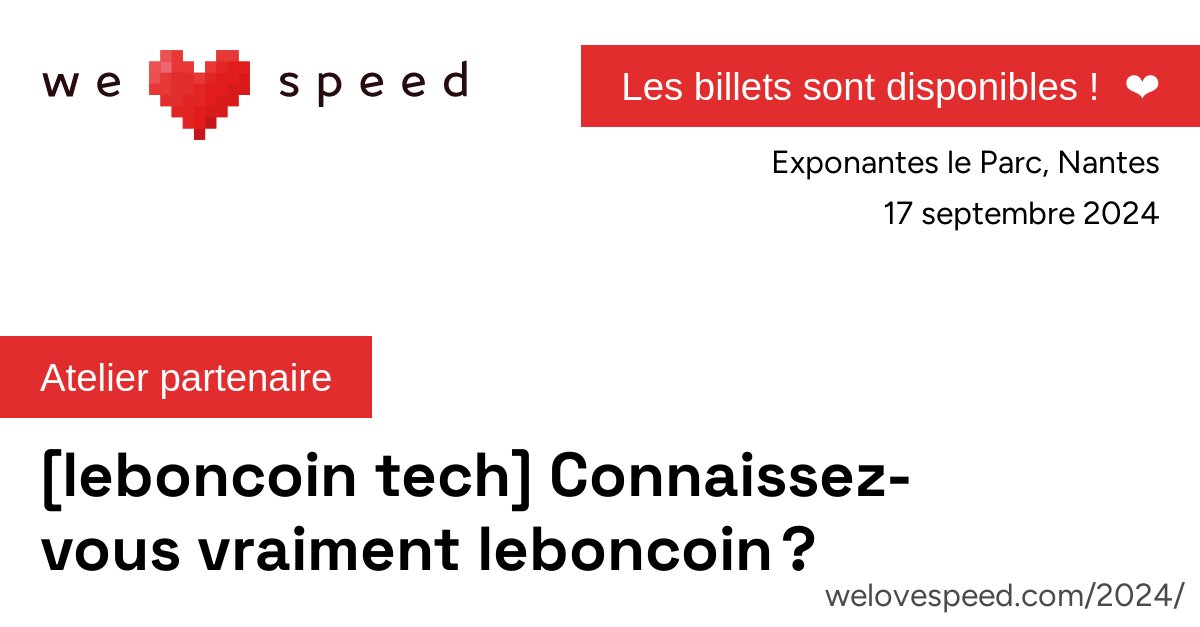 we speed
Les billets sont disponibles ! ❤
Exponantes le Parc, Nantes
17 septembre 2024
Atelier partenaire
[leboncoin tech] Connaissez-
vous vraiment leboncoin ?
welovespeed.com/2024/